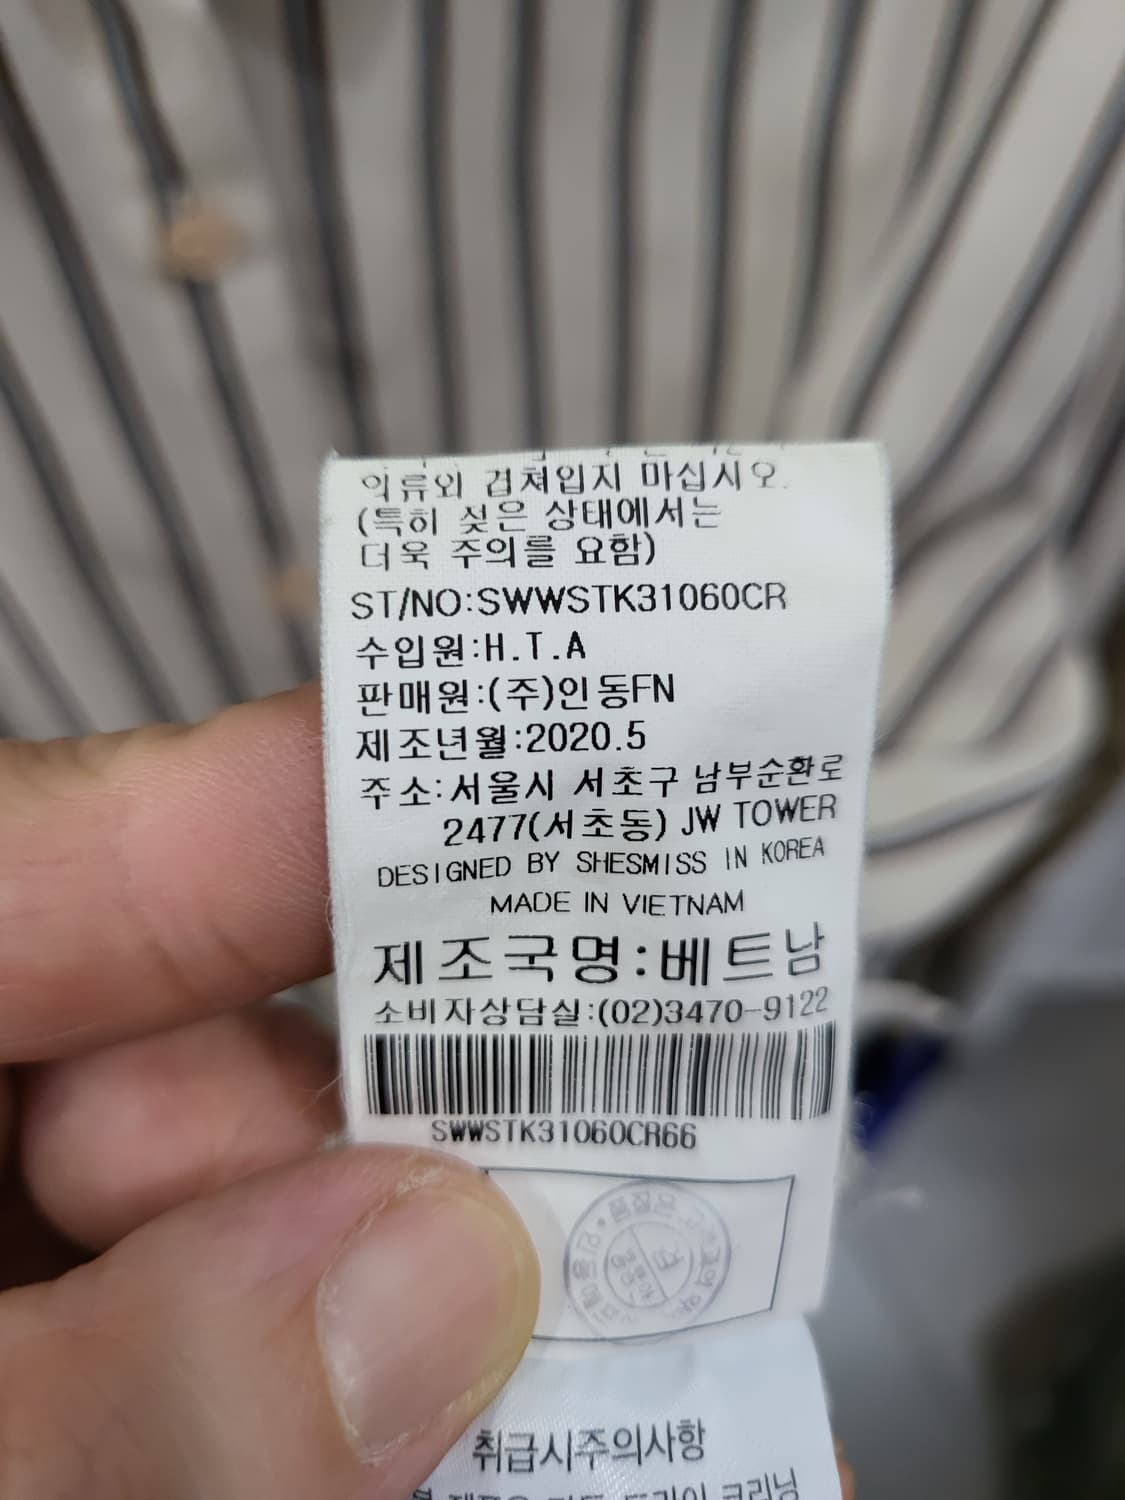 의류와 겹쳐입지 마십시오.
(특히 젖은 상태에서는
더욱 주의를 요함)
ST/NO:SWWSTK31060CR
수입원:H.T.A
판매원:(주)인동FN
제조년월:2020.5
주소:서울시 서초구 남부순환로
2477(서초동) JW TOWER
DESIGNED BY SHESMISS IN KOREA
MADE IN VIETNAM
제조국명:베트남
소비자상담실:(02)3470-9122
SWWSTK31060CR66
취급시주의사항